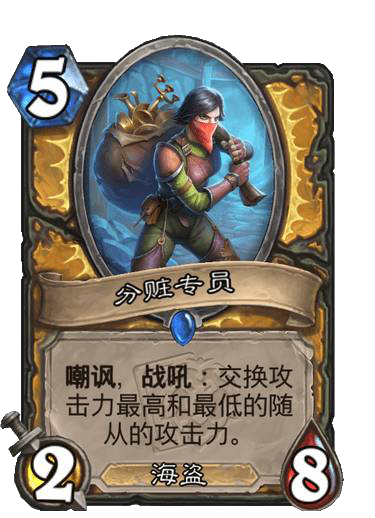 5
分赃专员
嘲讽，战吼：交换攻
击力最高和最低的随
从的攻击力。
海盗
2
8